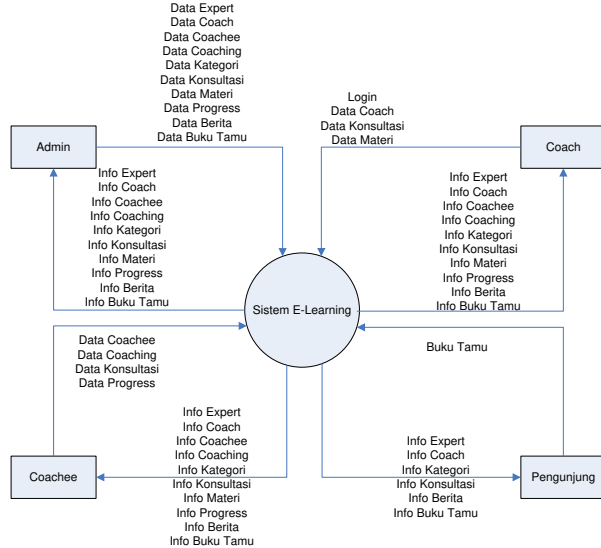 Data Expert
Data Coach
Data Coachee
Data Coaching
Data Kategori
Data Konsultasi
Data Materi
Data Progress
Data Berita
Data Buku Tamu
Login
Data Coach
Data Konsultasi
Data Materi
Admin
Coach
Info Expert
Info Coach
Info Coachee
Info Coaching
Info Kategori
Info Konsultasi
Info Materi
Info Progress
Info Berita
Info Buku Tamu
Info Expert
Info Coach
Info Coachee
Info Coaching
Info Kategori
Info Konsultasi
Info Materi
Info Progress
Info Berita
Info Buku Tamu
Sistem E-Learning
Data Coachee
Data Coaching
Data Konsultasi
Data Progress
Buku Tamu
Coachee
Info Expert
Info Coach
Info Coachee
Info Coaching
Info Kategori
Info Konsultasi
Info Materi
Info Progress
Info Berita
Info Buku Tamu
Info Expert
Info Coach
Info Kategori
Info Konsultasi
Info Berita
Info Buku Tamu
Pengunjung